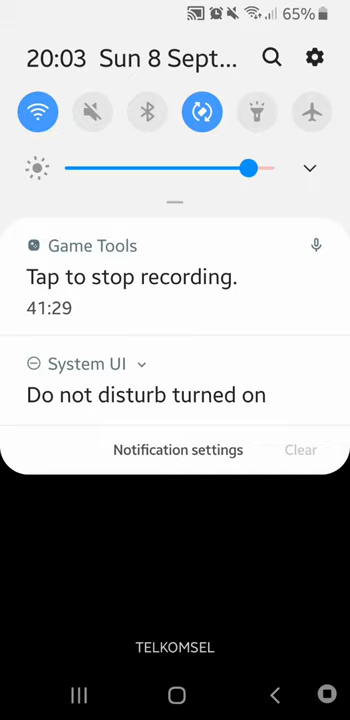 65%
20:03 Sun 8 Sept...
Game Tools
Tap to stop recording.
41:29
System UI
Do not disturb turned on
Notification settings
Clear
TELKOMSEL